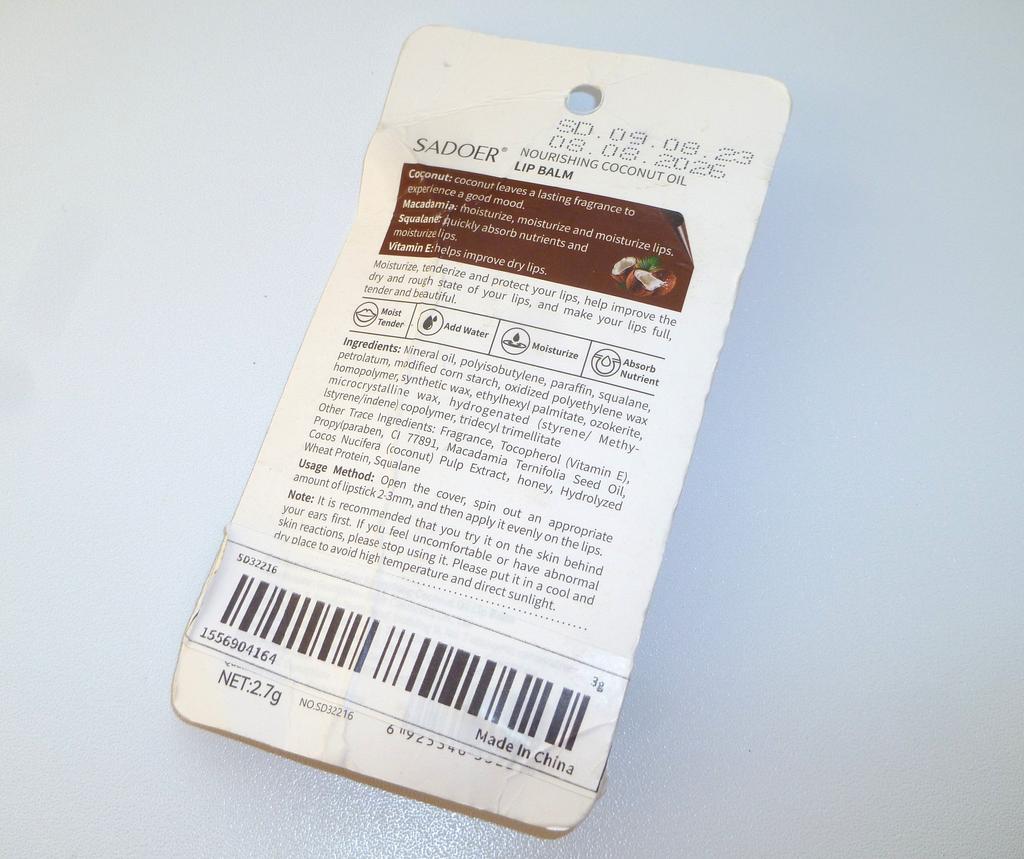 SD.09.08.23
08.08.2026
SADOER®
NOURISHING COCONUT OIL
LIP BALM
Coconut: coconut leaves a lasting fragrance to
experience a good mood.
Macadamia: moisturize, moisturize and moisturize lips.
Squalane: quickly absorb nutrients and
moisturize lips.
Vitamin E: helps improve dry lips.
Moisturize, tenderize and protect your lips, help improve the
dry and rough state of your lips, and make your lips full,
tender and beautiful.
Moist
Tender
Add Water
Moisturize
Absorb
Nutrient
Ingredients: Mineral oil, polyisobutylene, paraffin, squalane,
petrolatum, modified corn starch, oxidized polyethylene wax
homopolymer, synthetic wax, ethylhexyl palmitate, ozokerite,
microcrystalline wax, hydrogenated (styrene/ Methy-
lstyrene/indene) copolymer, tridecyl trimellitate
Other Trace Ingredients: Fragrance, Tocopherol (Vitamin E),
Propylparaben, CI 77891, Macadamia Ternifolia Seed Oil,
Cocos Nucifera (coconut) Pulp Extract, honey, Hydrolyzed
Wheat Protein, Squalane
Usage Method: Open the cover, spin out an appropriate
amount of lipstick 2-3mm, and then apply it evenly on the lips.
Note: It is recommended that you try it on the skin behind
your ears first. If you feel uncomfortable or have abnormal
skin reactions, please stop using it. Please put it in a cool and
dry place to avoid high temperature and direct sunlight.
SD32216
3g
1556904164
Made In China
NET:2.7g
NO.SD32216